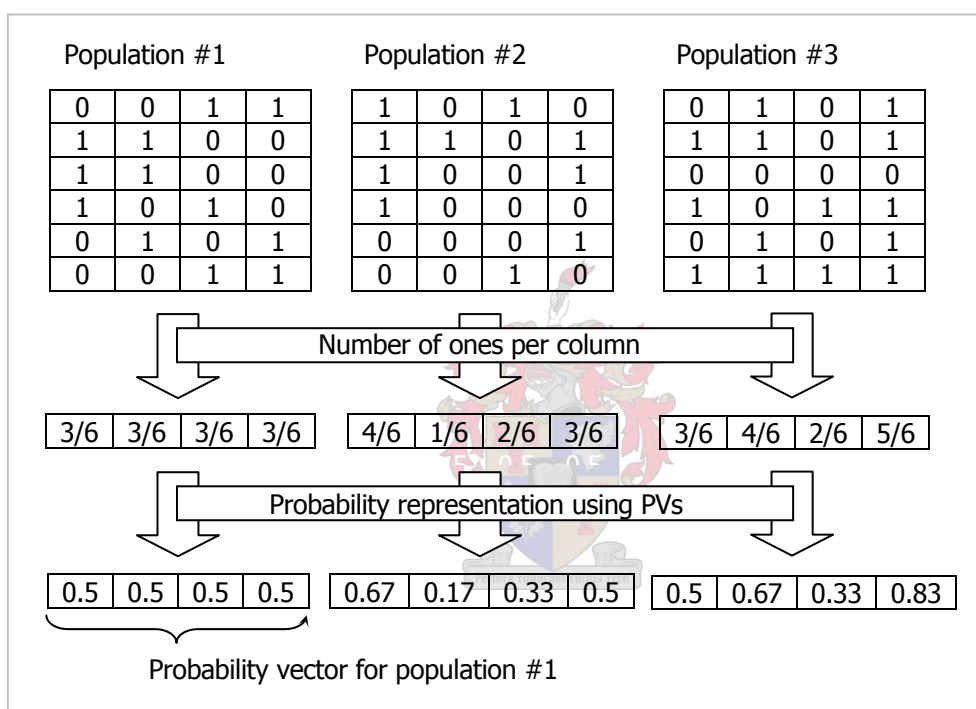 Population #1 Population #2 Population #3
0 0 1 1 1 0 1 0 0 1 0 1
1 1 0 0 1 1 0 1 1 1 0 1
1 1 0 0 1 0 0 1 0 0 0 0
1 0 1 0 1 0 0 0 1 0 1 1
0 1 0 1 0 0 0 1 0 1 0 1
0 0 1 1 0 0 1 0 1 1 1 1
Number of ones per column
3/6 3/6 3/6 3/6 4/6 1/6 2/6 3/6 3/6 4/6 2/6 5/6
Probability representation using PVs
0.5 0.5 0.5 0.5 0.67 0.17 0.33 0.5 0.5 0.67 0.33 0.83
Probability vector for population #1